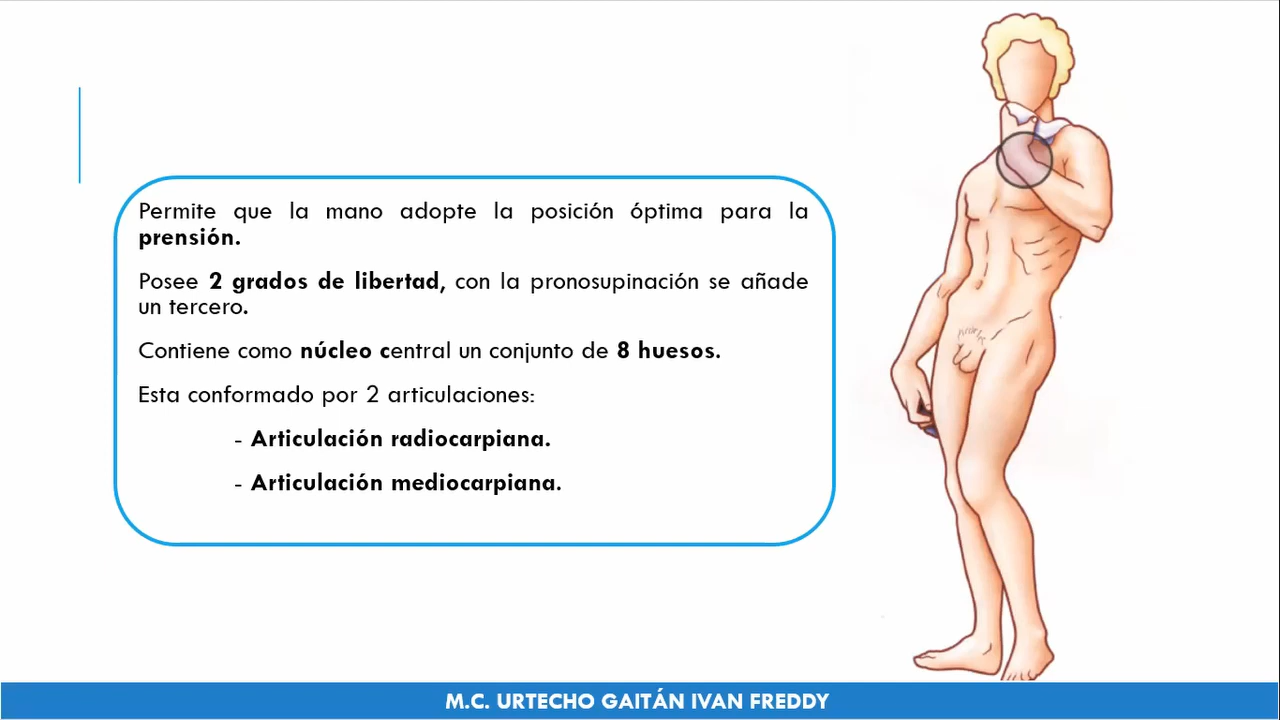 Permite que la mano adopte la posición óptima para la
prensión.
Posee 2 grados de libertad, con la pronosupinación se añade
un tercero.
Contiene como núcleo central un conjunto de 8 huesos.
Esta conformado por 2 articulaciones:
- Articulación radiocarpiana.
- Articulación mediocarpiana.
M.C. URTECHO GAITÁN IVAN FREDDY